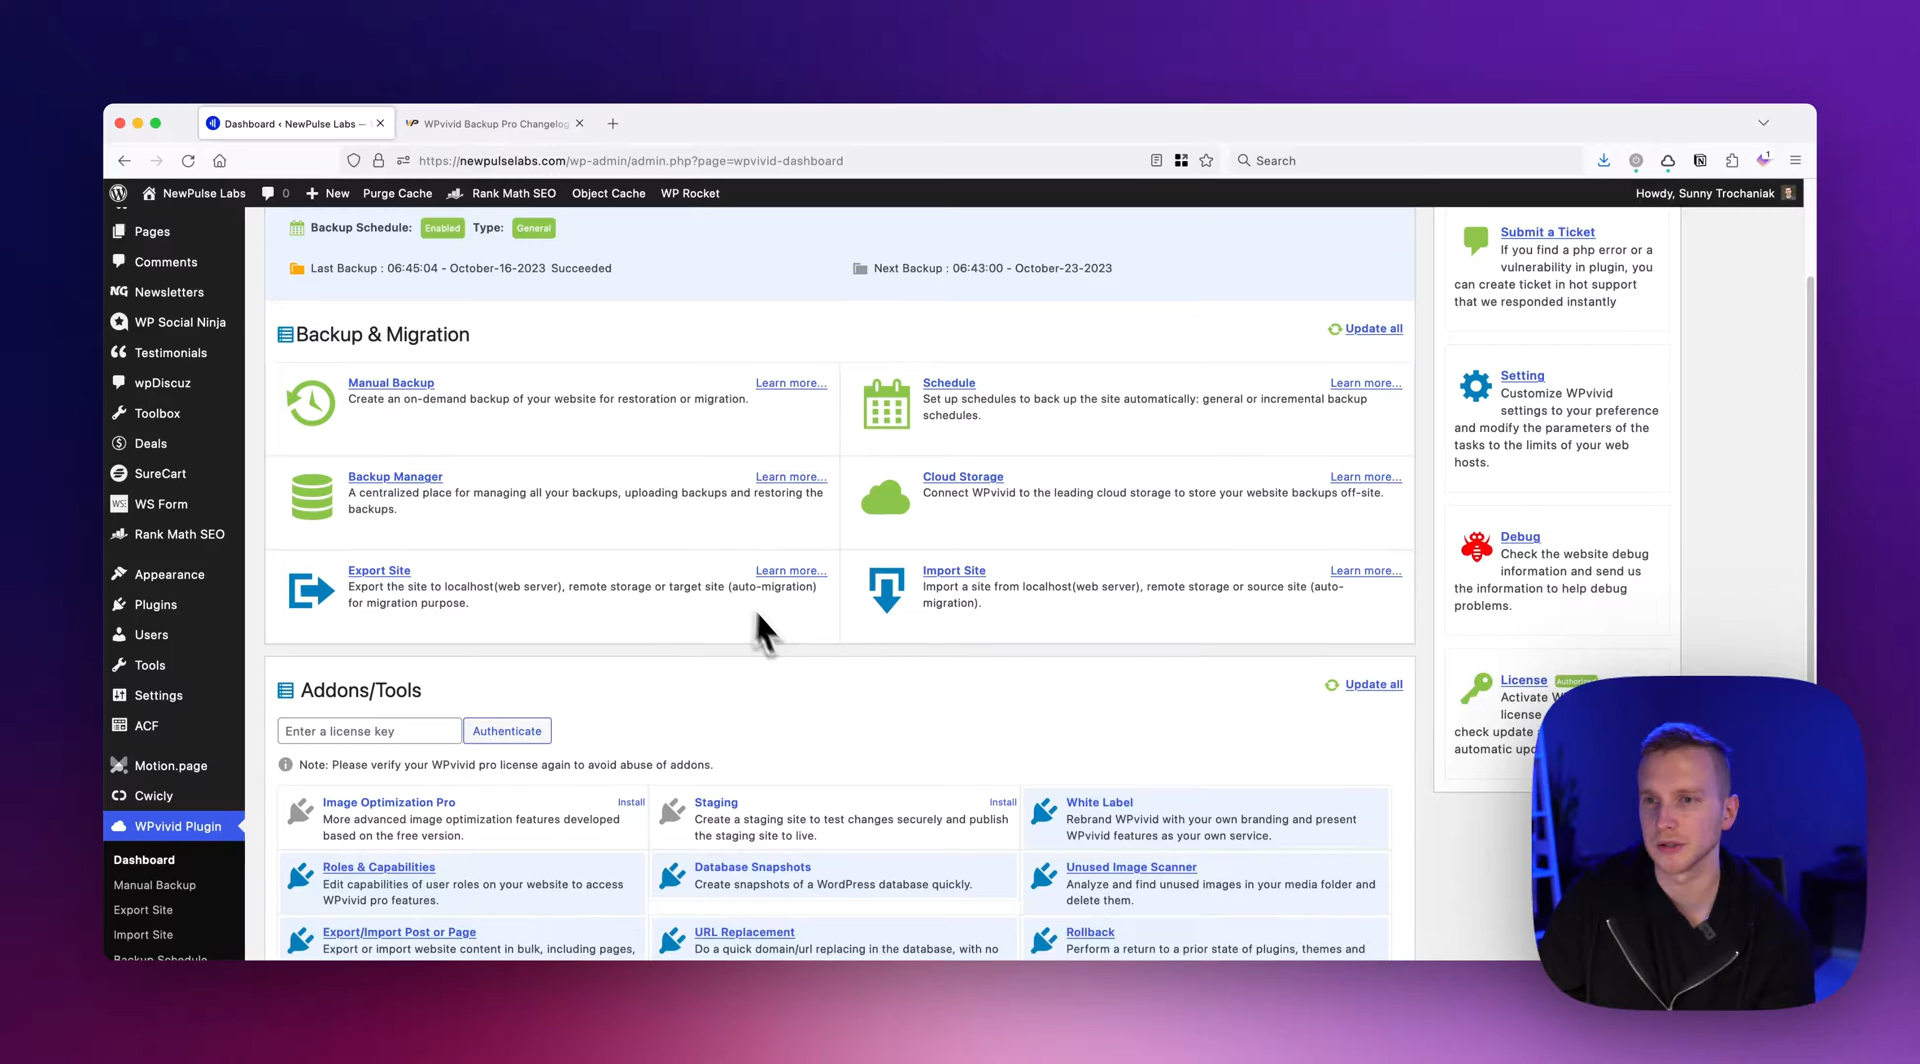 Dashboard ‹ NewPulse Labs —
WPvivid Backup Pro Changelog
https://newpulselabs.com/wp-admin/admin.php?page=wpvivid-dashboard
Search
1
NewPulse Labs
0
New
Purge Cache
Rank Math SEO
Object Cache
WP Rocket
Howdy, Sunny Trochaniak
Pages
Comments
Newsletters
WP Social Ninja
Testimonials
wpDiscuz
Toolbox
Deals
SureCart
WS Form
Rank Math SEO
Appearance
Plugins
Users
Tools
Settings
ACF
Motion.page
Cwicly
WPvivid Plugin
Dashboard
Manual Backup
Export Site
Import Site
Backup Schedule
Backup Schedule: Enabled Type: General
Last Backup : 06:45:04 - October-16-2023 Succeeded
Next Backup : 06:43:00 - October-23-2023
Backup & Migration
Update all
Manual Backup
Learn more...
Create an on-demand backup of your website for restoration or migration.
Schedule
Learn more...
Set up schedules to back up the site automatically: general or incremental backup
schedules.
Backup Manager
Learn more...
A centralized place for managing all your backups, uploading backups and restoring the
backups.
Cloud Storage
Learn more...
Connect WPvivid to the leading cloud storage to store your website backups off-site.
Export Site
Learn more...
Export the site to localhost(web server), remote storage or target site (auto-migration)
for migration purpose.
Import Site
Learn more...
Import a site from localhost(web server), remote storage or source site (auto-
migration).
Addons/Tools
Update all
Enter a license key
Authenticate
Note: Please verify your WPvivid pro license again to avoid abuse of addons.
Image Optimization Pro
Install
More advanced image optimization features developed
based on the free version.
Staging
Install
Create a staging site to test changes securely and publish
the staging site to live.
White Label
Rebrand WPvivid with your own branding and present
WPvivid features as your own service.
Roles & Capabilities
Edit capabilities of user roles on your website to access
WPvivid pro features.
Database Snapshots
Create snapshots of a WordPress database quickly.
Unused Image Scanner
Analyze and find unused images in your media folder and
delete them.
Export/Import Post or Page
Export or import website content in bulk, including pages,
URL Replacement
Do a quick domain/url replacing in the database, with no
Rollback
Perform a return to a prior state of plugins, themes and
Submit a Ticket
If you find a php error or a
vulnerability in plugin, you
can create ticket in hot support
that we responded instantly
Setting
Customize WPvivid
settings to your preference
and modify the parameters of the
tasks to the limits of your web
hosts.
Debug
Check the website debug
information and send us
the information to help debug
problems.
License
Activate
license
check update
automatic